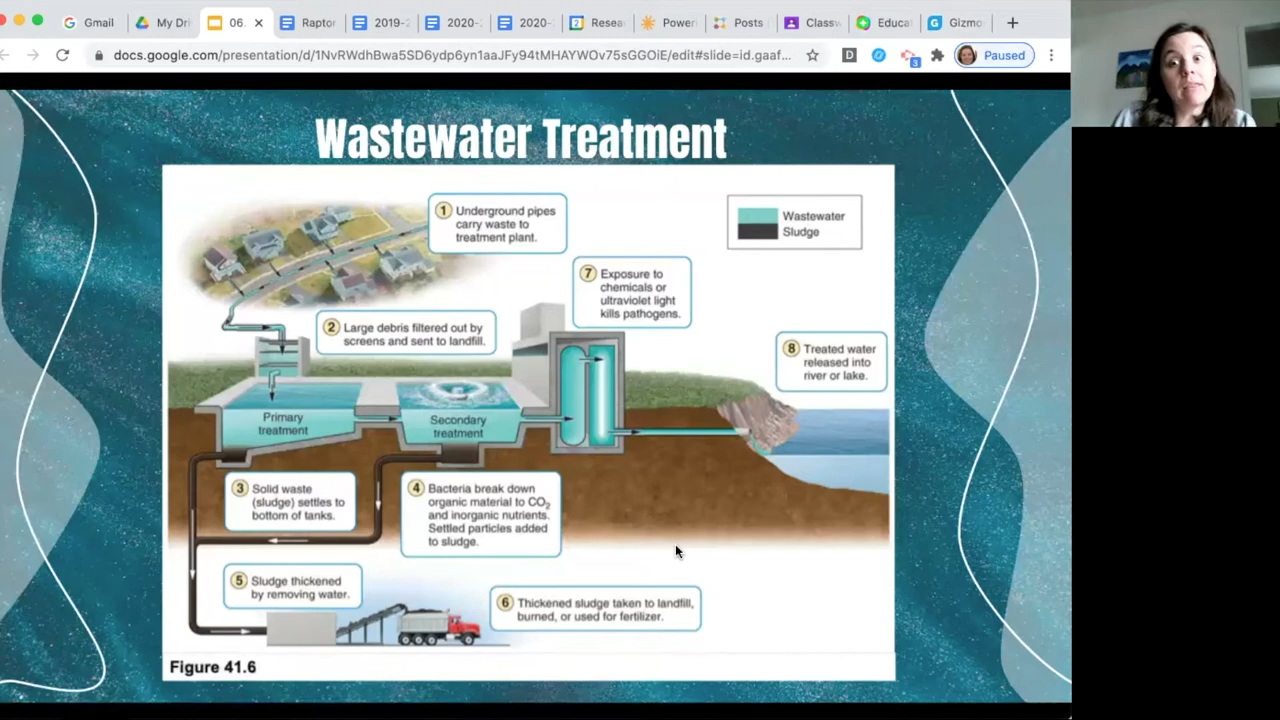 Gmail
My Dri
06.
Raptor
2019-2
2020-
2020-
Resea
Poweri
Posts
Classw
Educa
Gizmo
docs.google.com/presentation/d/1NvRWdhBwa5SD6ydp6yn1aaJFy94tMHAYWOv75sGGOiE/edit#slide=id.gaaf...
D
3
Paused
Wastewater Treatment
1 Underground pipes
carry waste to
treatment plant.
Wastewater
Sludge
7 Exposure to
chemicals or
ultraviolet light
kills pathogens.
2 Large debris filtered out by
screens and sent to landfill.
8 Treated water
released into
river or lake.
Primary
treatment
Secondary
treatment
3 Solid waste
(sludge) settles to
bottom of tanks.
4 Bacteria break down
organic material to CO₂
and inorganic nutrients.
Settled particles added
to sludge.
5 Sludge thickened
by removing water.
6 Thickened sludge taken to landfill,
burned, or used for fertilizer.
Figure 41.6